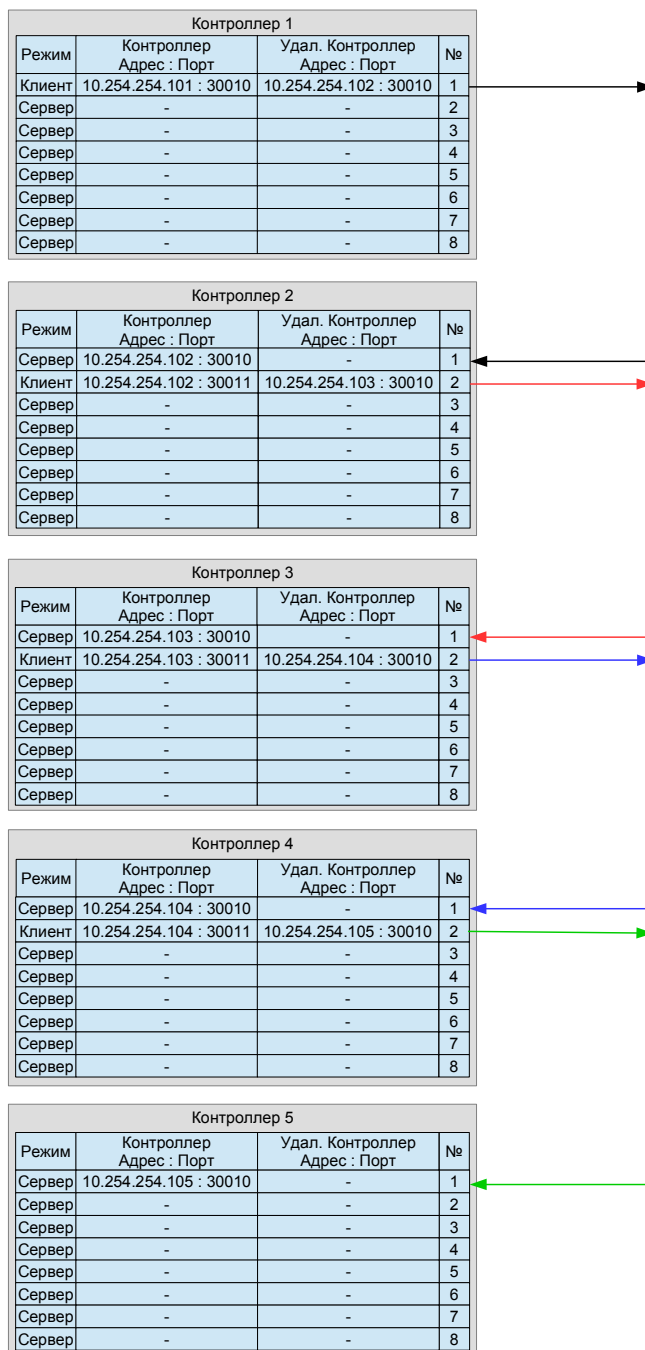 Контроллер 1
Режим Контроллер Адрес : Порт Удал. Контроллер Адрес : Порт №
Клиент 10.254.254.101 : 30010 10.254.254.102 : 30010 1
Сервер - - 2
Сервер - - 3
Сервер - - 4
Сервер - - 5
Сервер - - 6
Сервер - - 7
Сервер - - 8
Контроллер 2
Режим Контроллер Адрес : Порт Удал. Контроллер Адрес : Порт №
Сервер 10.254.254.102 : 30010 - 1
Клиент 10.254.254.102 : 30011 10.254.254.103 : 30010 2
Сервер - - 3
Сервер - - 4
Сервер - - 5
Сервер - - 6
Сервер - - 7
Сервер - - 8
Контроллер 3
Режим Контроллер Адрес : Порт Удал. Контроллер Адрес : Порт №
Сервер 10.254.254.103 : 30010 - 1
Клиент 10.254.254.103 : 30011 10.254.254.104 : 30010 2
Сервер - - 3
Сервер - - 4
Сервер - - 5
Сервер - - 6
Сервер - - 7
Сервер - - 8
Контроллер 4
Режим Контроллер Адрес : Порт Удал. Контроллер Адрес : Порт №
Сервер 10.254.254.104 : 30010 - 1
Клиент 10.254.254.104 : 30011 10.254.254.105 : 30010 2
Сервер - - 3
Сервер - - 4
Сервер - - 5
Сервер - - 6
Сервер - - 7
Сервер - - 8
Контроллер 5
Режим Контроллер Адрес : Порт Удал. Контроллер Адрес : Порт №
Сервер 10.254.254.105 : 30010 - 1
Сервер - - 2
Сервер - - 3
Сервер - - 4
Сервер - - 5
Сервер - - 6
Сервер - - 7
Сервер - - 8